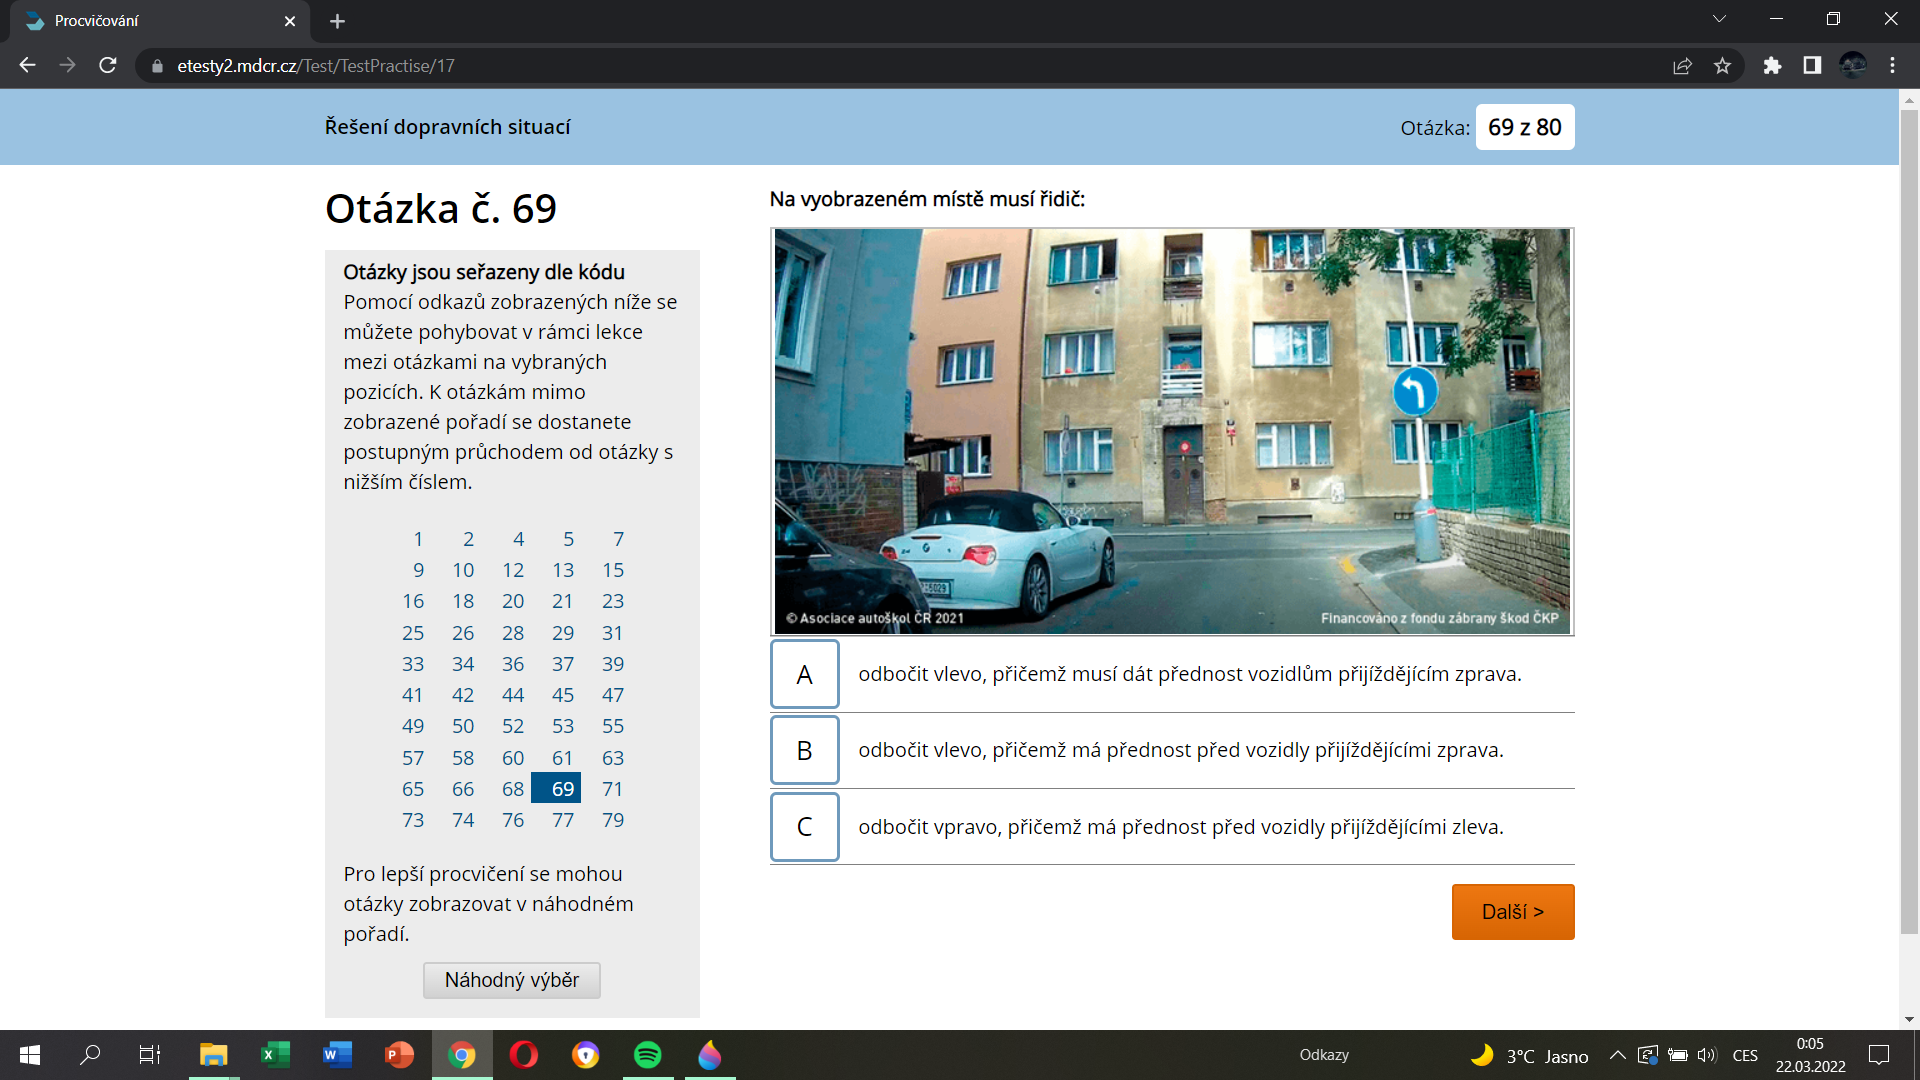 Procvičování
etesty2.mdcr.cz/Test/TestPractise/17
Řešení dopravních situací
Otázka: 69 z 80
Otázka č. 69
Otázky jsou seřazeny dle kódu
Pomocí odkazů zobrazených níže se
můžete pohybovat v rámci lekce
mezi otázkami na vybraných
pozicích. K otázkám mimo
zobrazené pořadí se dostanete
postupným průchodem od otázky s
nižším číslem.
1 2 4 5 7
9 10 12 13 15
16 18 20 21 23
25 26 28 29 31
33 34 36 37 39
41 42 44 45 47
49 50 52 53 55
57 58 60 61 63
65 66 68 69 71
73 74 76 77 79
Pro lepší procvičení se mohou
otázky zobrazovat v náhodném
pořadí.
Náhodný výběr
Na vyobrazeném místě musí řidič:
© Asociace autoškol ČR 2021
Financováno z fondu zábrany škod ČKP
A odbočit vlevo, přičemž musí dát přednost vozidlům přijíždějícím zprava.
B odbočit vlevo, přičemž má přednost před vozidly přijíždějícími zprava.
C odbočit vpravo, přičemž má přednost před vozidly přijíždějícími zleva.
Další >
Odkazy
3°C Jasno
CES
0:05
22.03.2022